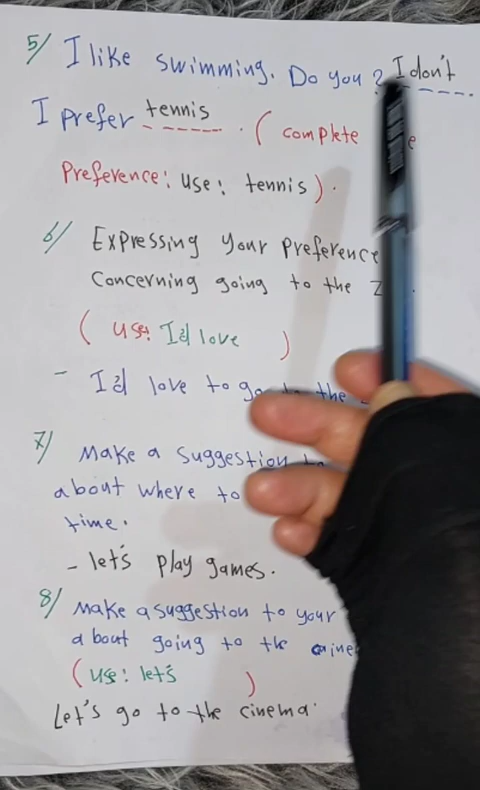 5/ I like swimming. Do you? I don't
I prefer tennis. (complete
Preference: use: tennis).
6/ Expressing your preference
concerning going to the
(use: I'd love )
- I'd love to go to the
7/ Make a suggestion
about where to
time.
- let's play games.
8/ Make a suggestion to your
about going to the
(use: let's )
Let's go to the cinema.